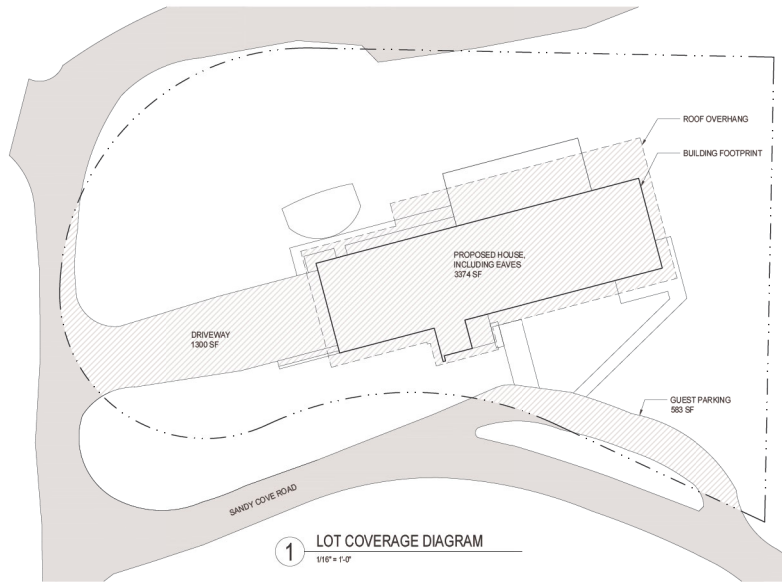 ROOF OVERHANG
BUILDING FOOTPRINT
PROPOSED HOUSE,
INCLUDING EAVES
3374 SF
DRIVEWAY
1300 SF
GUEST PARKING
583 SF
SANDY COVE ROAD
1 LOT COVERAGE DIAGRAM
1/16" = 1'-0"